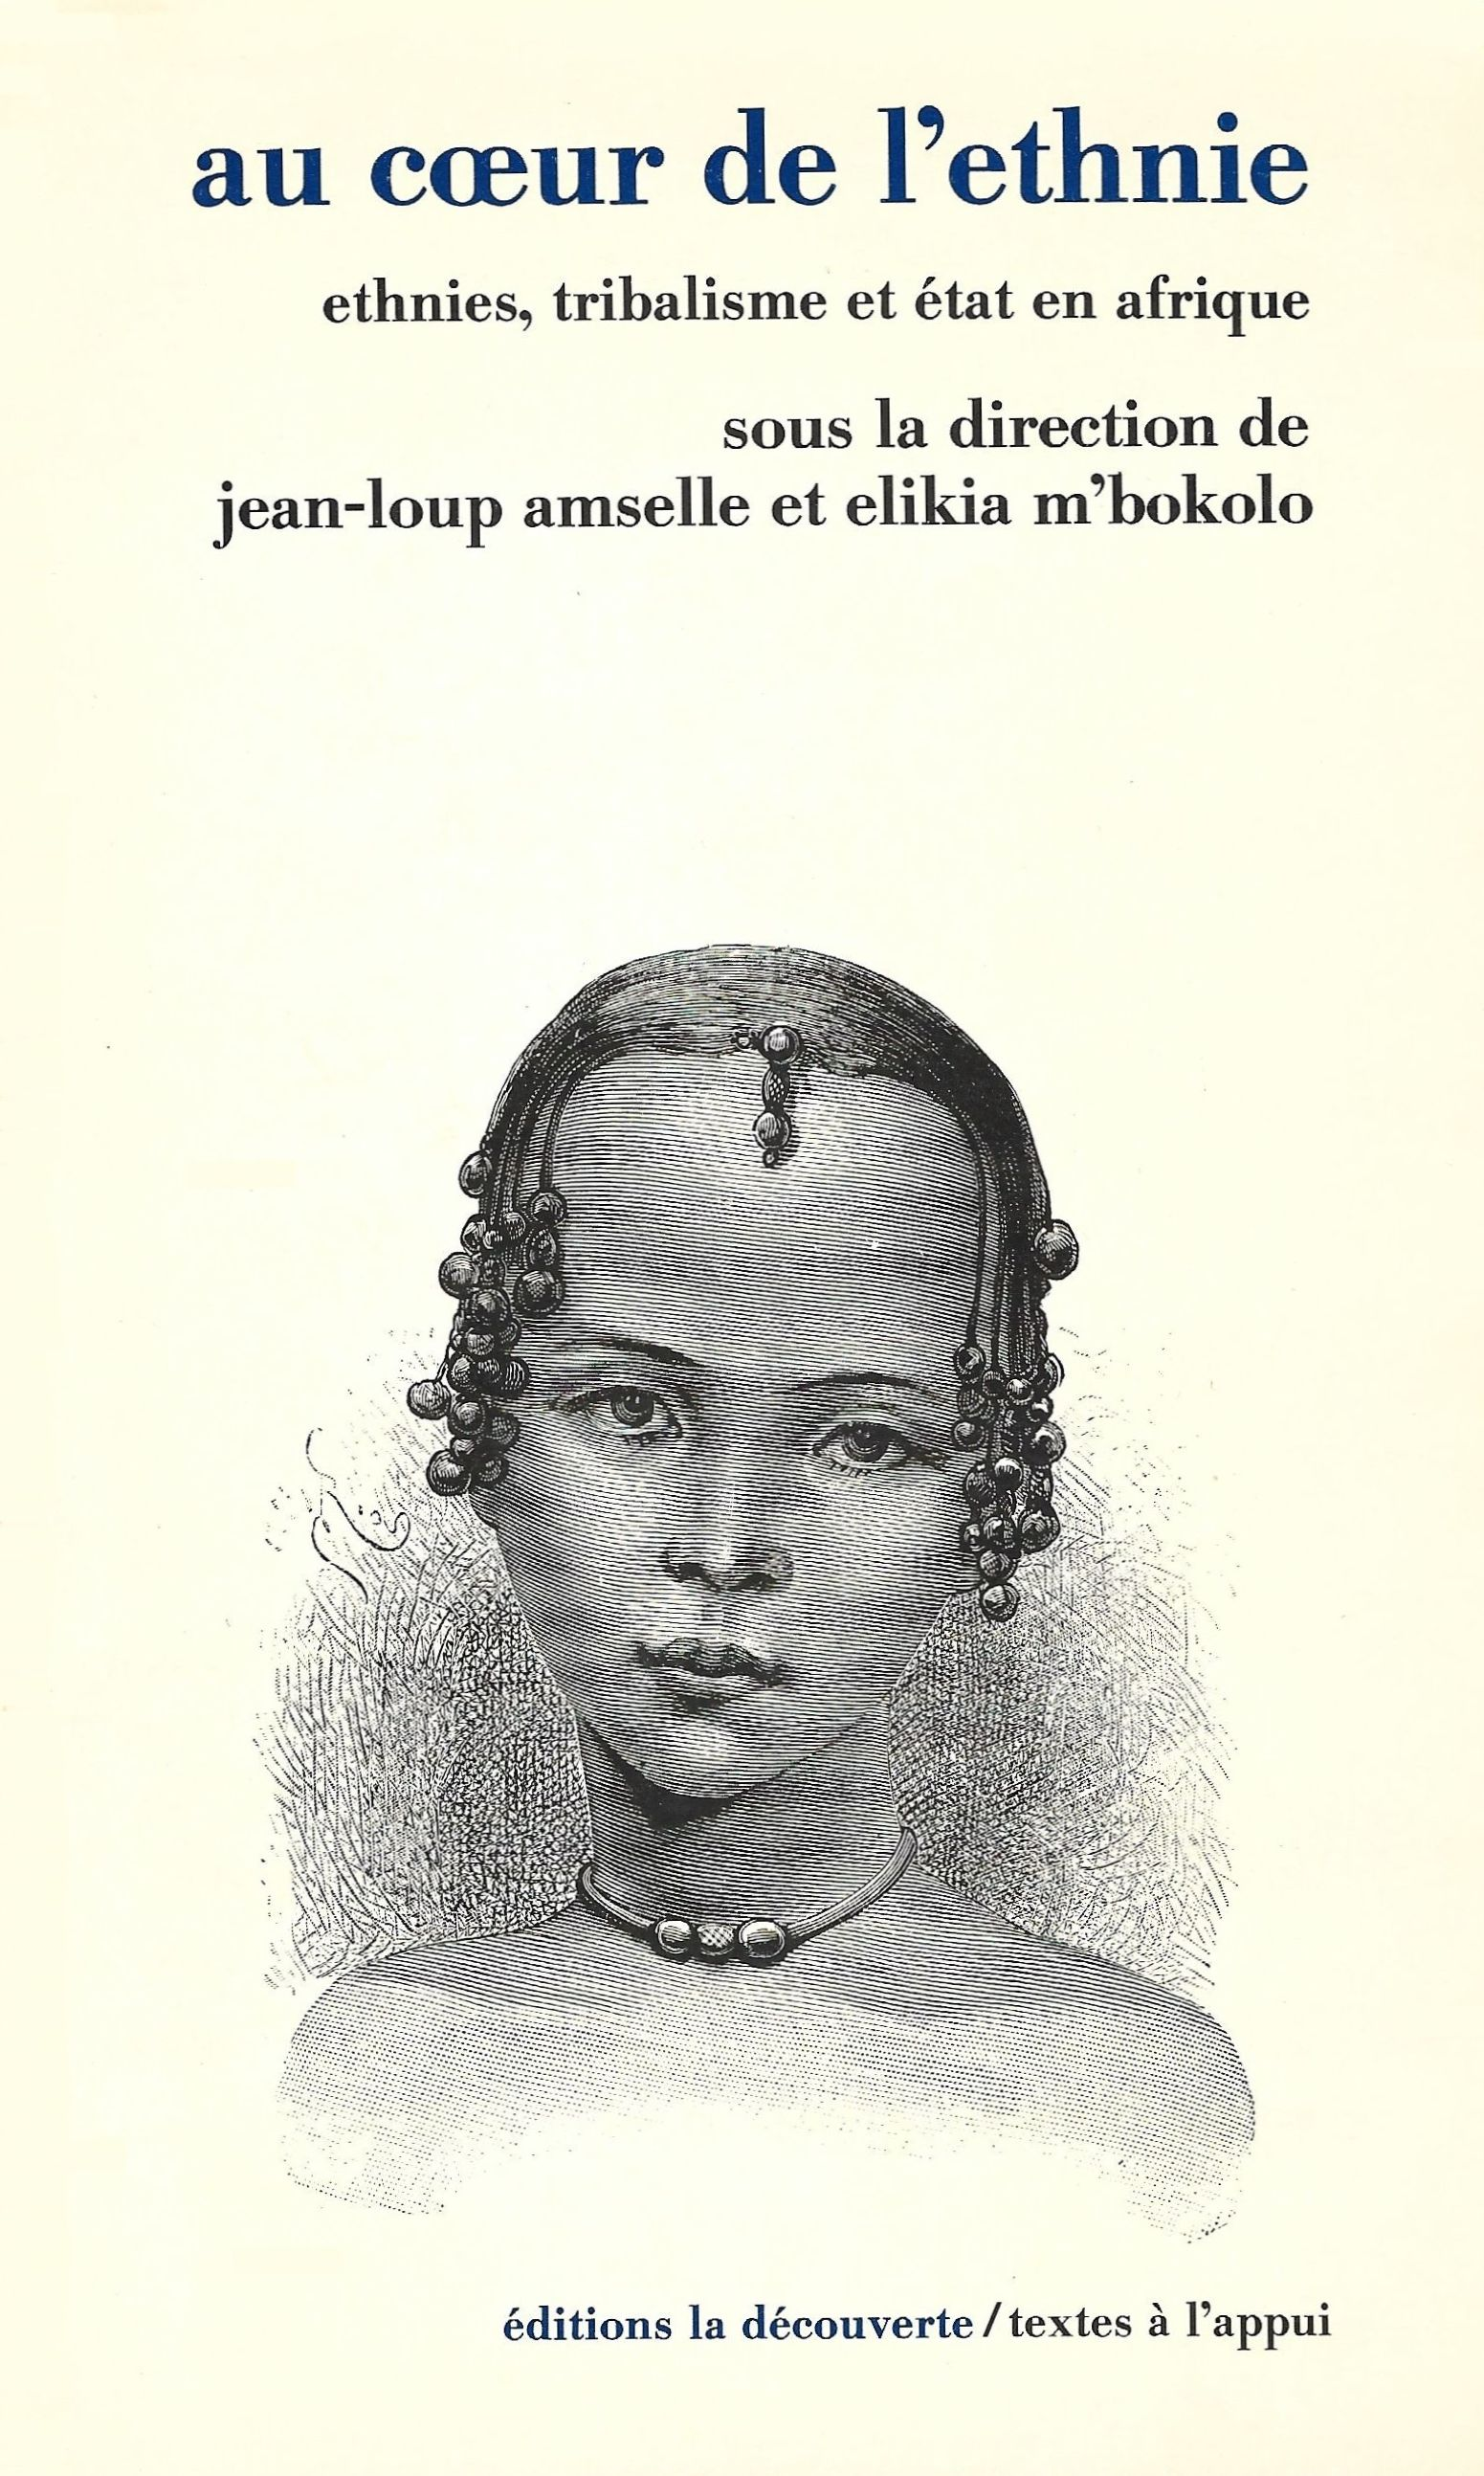 au cœur de l’ethnie
ethnies, tribalisme et état en afrique
sous la direction de
jean-loup amselle et elikia m’bokolo
éditions la découverte / textes à l’appui